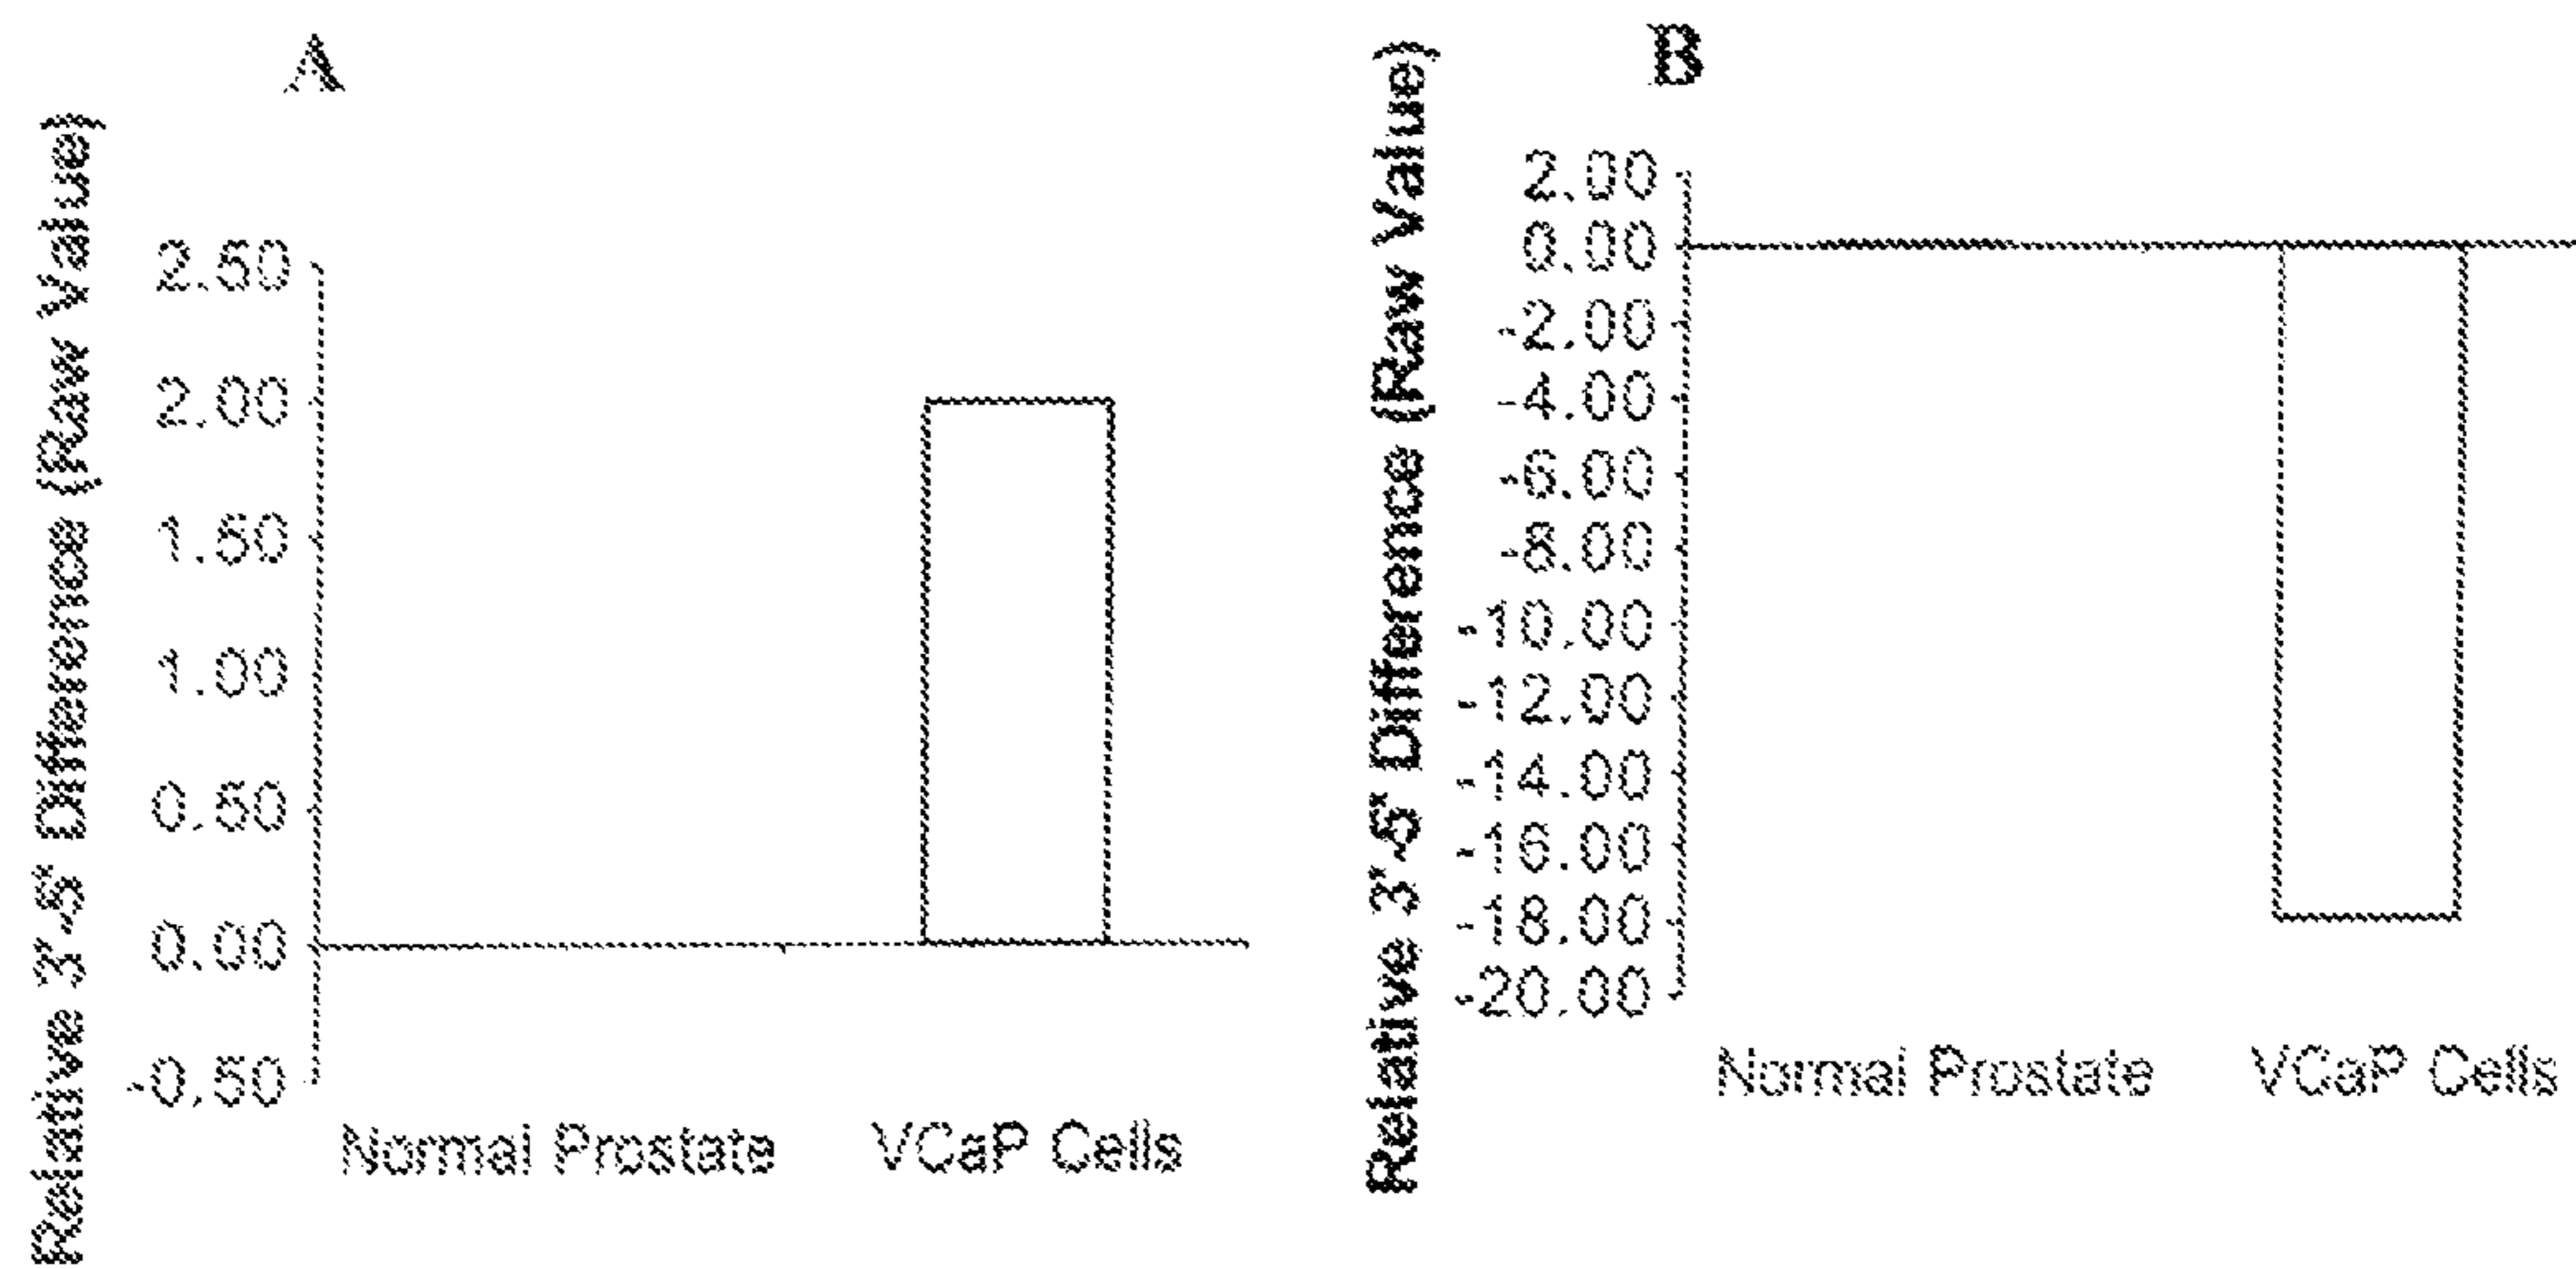 A
Relative 3'-5' Difference (Raw Value)
2.50
2.00
1.50
1.00
0.50
0.00
-0.50
Normal Prostate
VCaP Cells
B
Relative 3'-5' Difference (Raw Value)
2.00
0.00
-2.00
-4.00
-6.00
-8.00
-10.00
-12.00
-14.00
-16.00
-18.00
-20.00
Normal Prostate
VCaP Cells